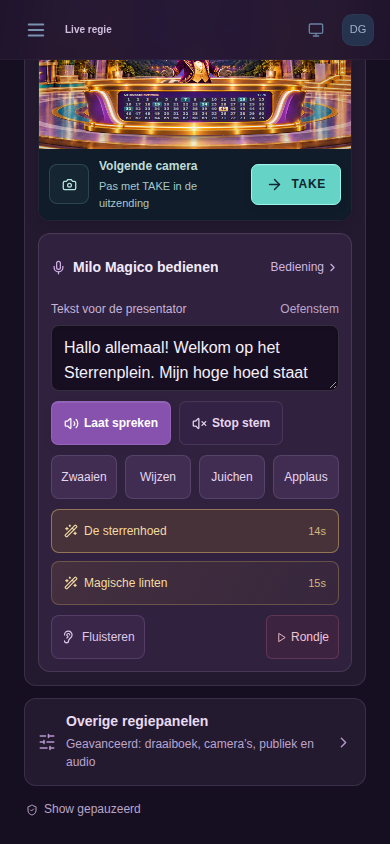 Live regie
DG
Volgende camera
Pas met TAKE in de
uitzending
TAKE
Milo Magico bedienen
Bediening
Tekst voor de presentator
Oefenstem
Hallo allemaal! Welkom op het
Sterrenplein. Mijn hoge hoed staat
Laat spreken
Stop stem
Zwaaien
Wijzen
Juichen
Applaus
De sterrenhoed
14s
Magische linten
15s
Fluisteren
Rondje
Overige regiepanelen
Geavanceerd: draaiboek, camera's, publiek en
audio
Show gepauzeerd